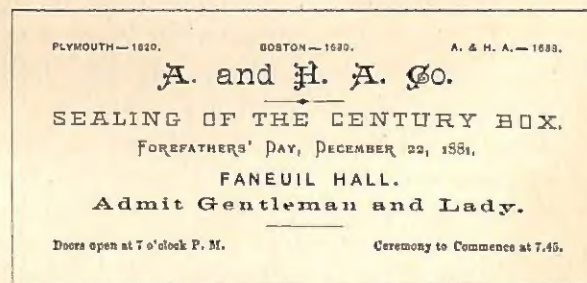 PLYMOUTH—1620. BOSTON—1630. A. & H. A.—1638.
A. and H. A. Co.
SEALING OF THE CENTURY BOX.
FOREFATHERS' DAY, DECEMBER 22, 1881,
FANEUIL HALL.
Admit Gentleman and Lady.
Doors open at 7 o'clock P. M. Ceremony to Commence at 7.45.